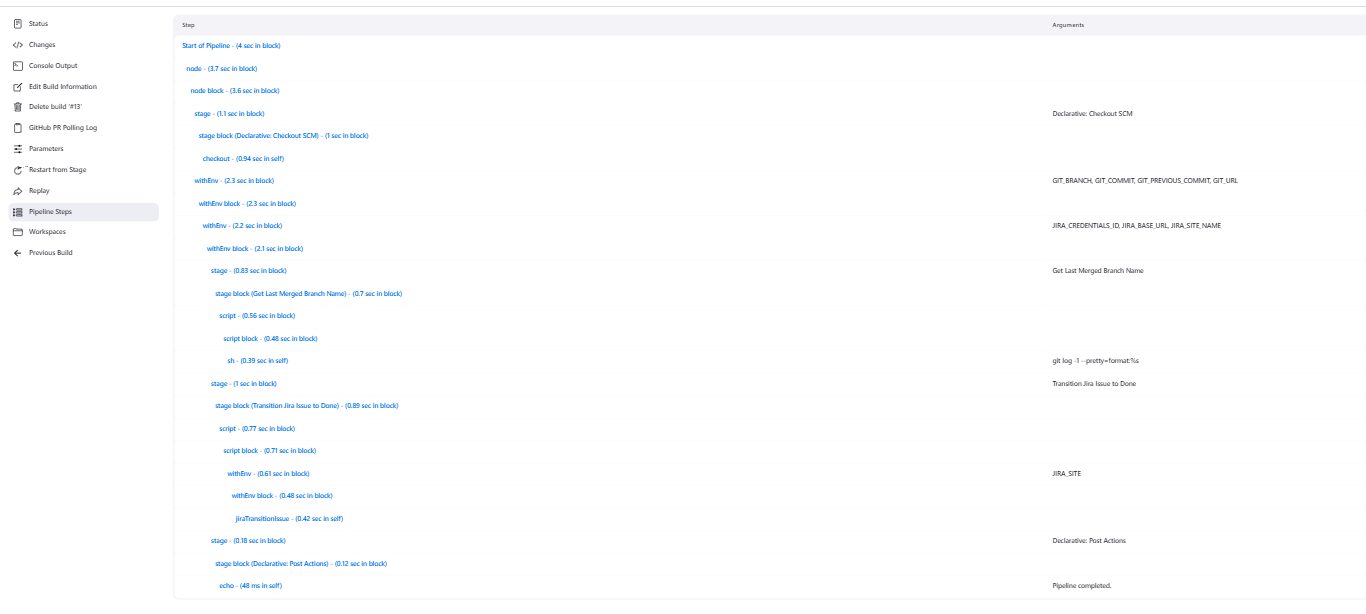 Status
Changes
Console Output
Edit Build Information
Delete build '#13'
GitHub PR Polling Log
Parameters
Restart from Stage
Replay
Pipeline Steps
Workspaces
Previous Build
Step Arguments
Start of Pipeline - (4 sec in block)
node - (3.7 sec in block)
node block - (3.6 sec in block)
stage - (1.1 sec in block) Declarative: Checkout SCM
stage block (Declarative: Checkout SCM) - (1 sec in block)
checkout - (0.94 sec in self)
withEnv - (2.3 sec in block) GIT_BRANCH, GIT_COMMIT, GIT_PREVIOUS_COMMIT, GIT_URL
withEnv block - (2.3 sec in block)
withEnv - (2.2 sec in block) JIRA_CREDENTIALS_ID, JIRA_BASE_URL, JIRA_SITE_NAME
withEnv block - (2.1 sec in block)
stage - (0.83 sec in block) Get Last Merged Branch Name
stage block (Get Last Merged Branch Name) - (0.7 sec in block)
script - (0.56 sec in block)
script block - (0.48 sec in block)
sh - (0.39 sec in self) git log -1 --pretty=format:%s
stage - (1 sec in block) Transition Jira Issue to Done
stage block (Transition Jira Issue to Done) - (0.89 sec in block)
script - (0.77 sec in block)
script block - (0.71 sec in block)
withEnv - (0.61 sec in block) JIRA_SITE
withEnv block - (0.48 sec in block)
jiraTransitionIssue - (0.42 sec in self)
stage - (0.18 sec in block) Declarative: Post Actions
stage block (Declarative: Post Actions) - (0.12 sec in block)
echo - (48 ms in self) Pipeline completed.